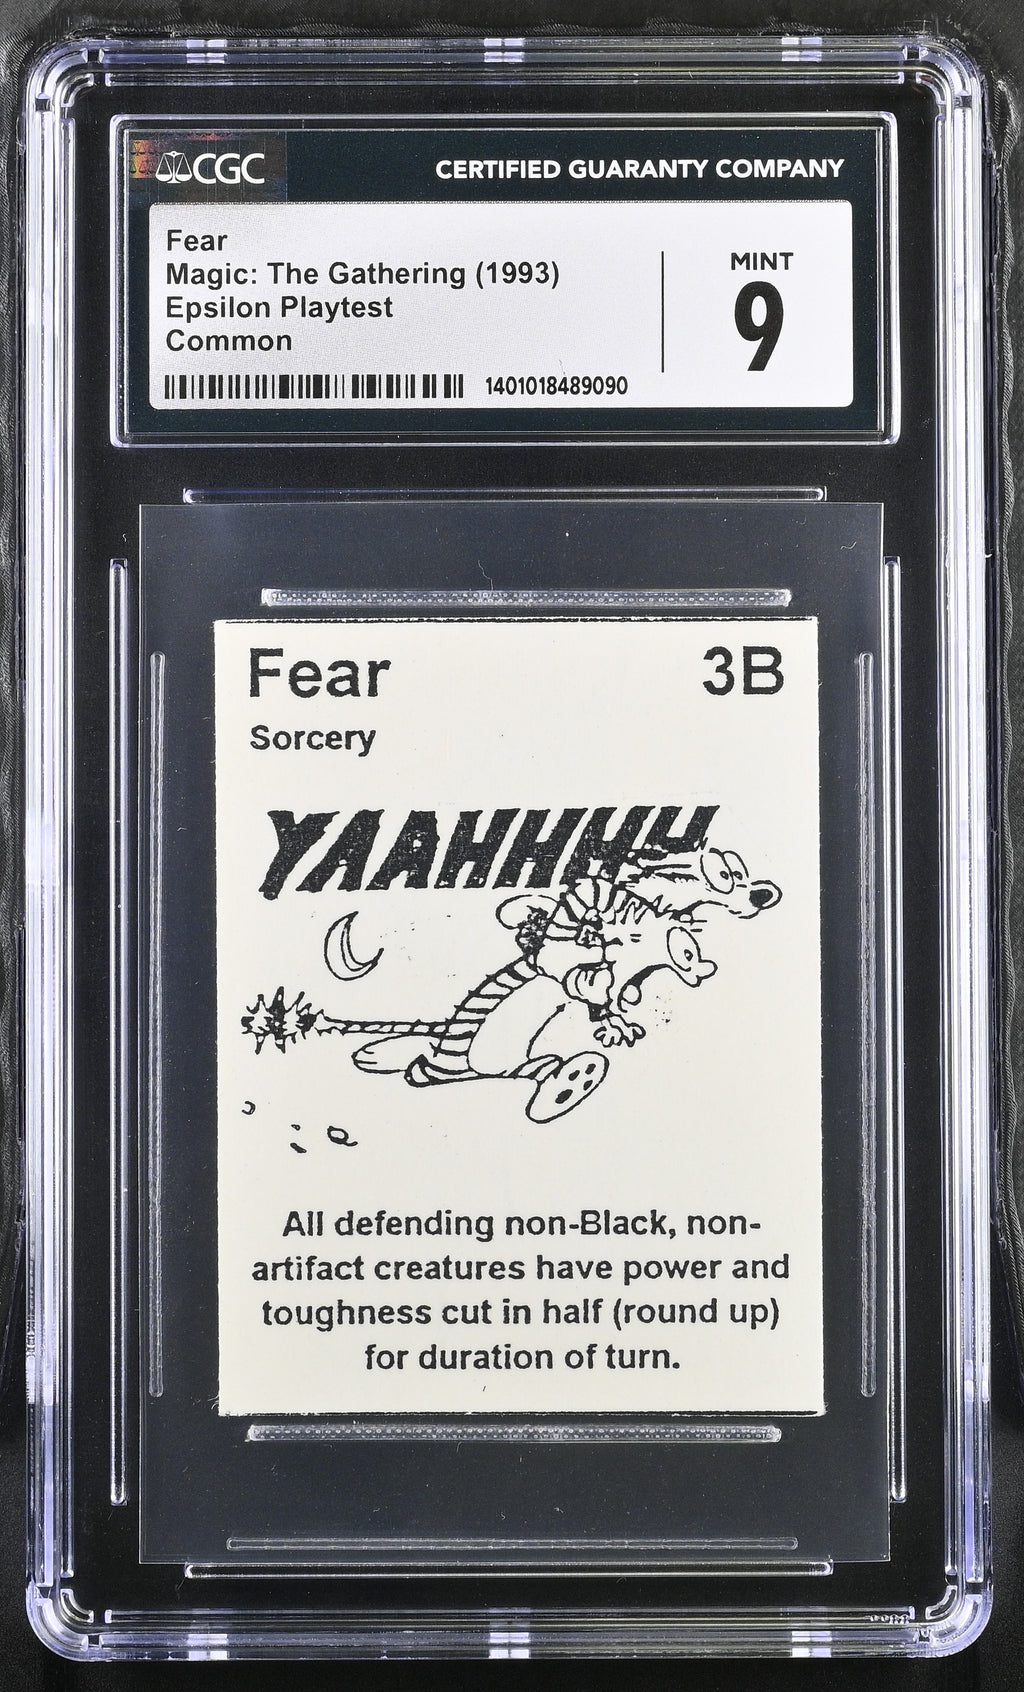 CGC
CERTIFIED GUARANTY COMPANY
Fear
Magic: The Gathering (1993)
Epsilon Playtest
Common
1401018489090
MINT
9
Fear 3B
Sorcery
YAAHHHH
All defending non-Black, non-
artifact creatures have power and
toughness cut in half (round up)
for duration of turn.